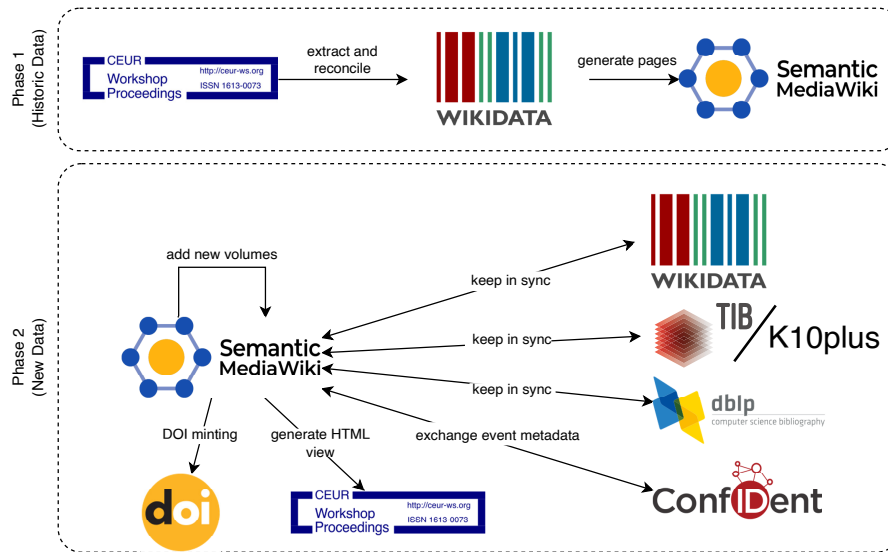 Phase 1
(Historic Data)
CEUR
Workshop
Proceedings
http://ceur-ws.org
ISSN 1613-0073
extract and
reconcile
WIKIDATA
generate pages
Semantic
MediaWiki
Phase 2
(New Data)
add new volumes
Semantic
MediaWiki
keep in sync
WIKIDATA
keep in sync
TIB/K10plus
keep in sync
dblp
computer science bibliography
exchange event metadata
ConfIDent
DOI minting
doi
generate HTML
view
CEUR
Workshop
Proceedings
http://ceur-ws.org
ISSN 1613 0073